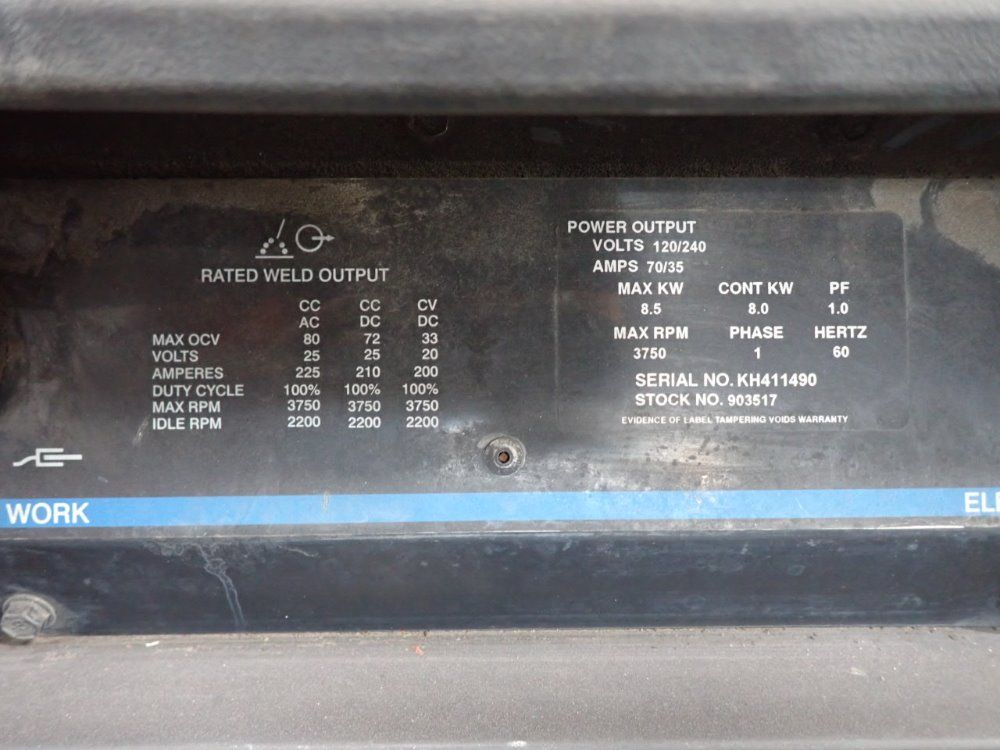 RATED WELD OUTPUT
CC CC CV
AC DC DC
MAX OCV 80 72 33
VOLTS 25 25 20
AMPERES 225 210 200
DUTY CYCLE 100% 100% 100%
MAX RPM 3750 3750 3750
IDLE RPM 2200 2200 2200
POWER OUTPUT
VOLTS 120/240
AMPS 70/35
MAX KW CONT KW PF
8.5 8.0 1.0
MAX RPM PHASE HERTZ
3750 1 60
SERIAL NO. KH411490
STOCK NO. 903517
EVIDENCE OF LABEL TAMPERING VOIDS WARRANTY
WORK